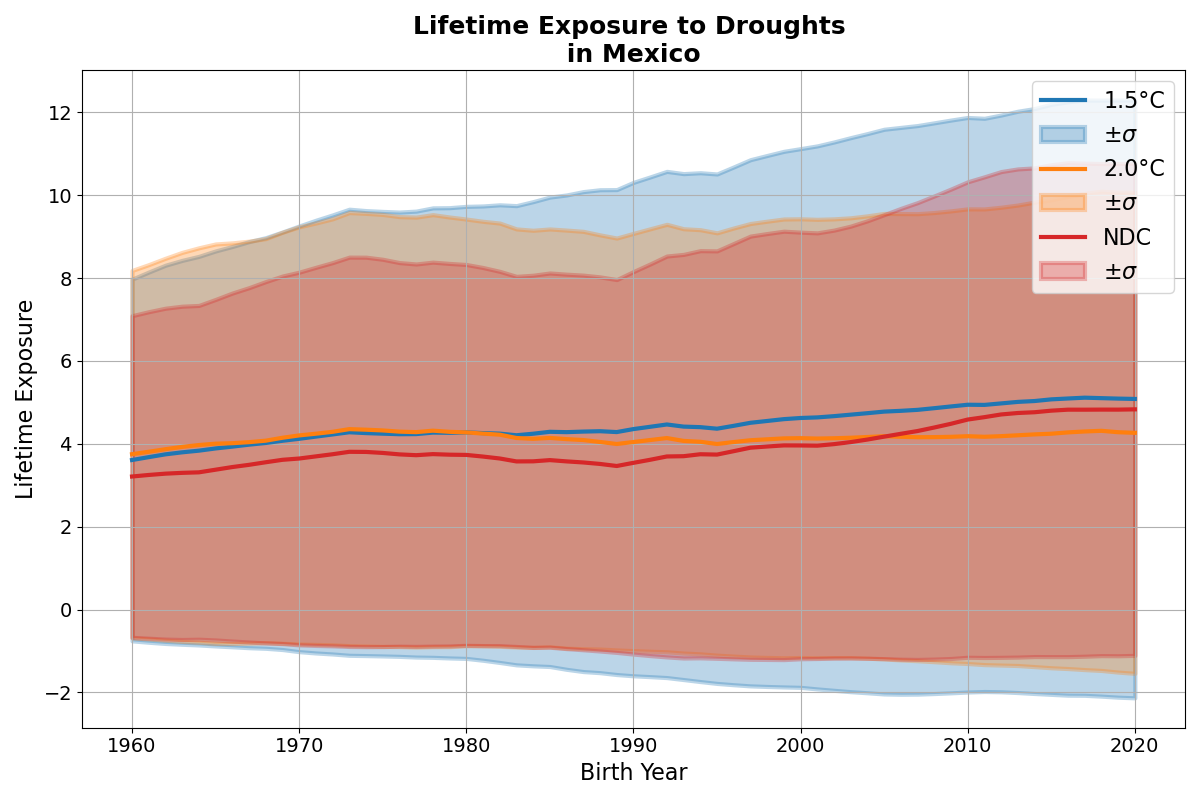 Lifetime Exposure to Droughts
in Mexico
Lifetime Exposure
12
10
8
6
4
2
0
−2
1960
1970
1980
1990
2000
2010
2020
Birth Year
1.5°C
±σ
2.0°C
±σ
NDC
±σ